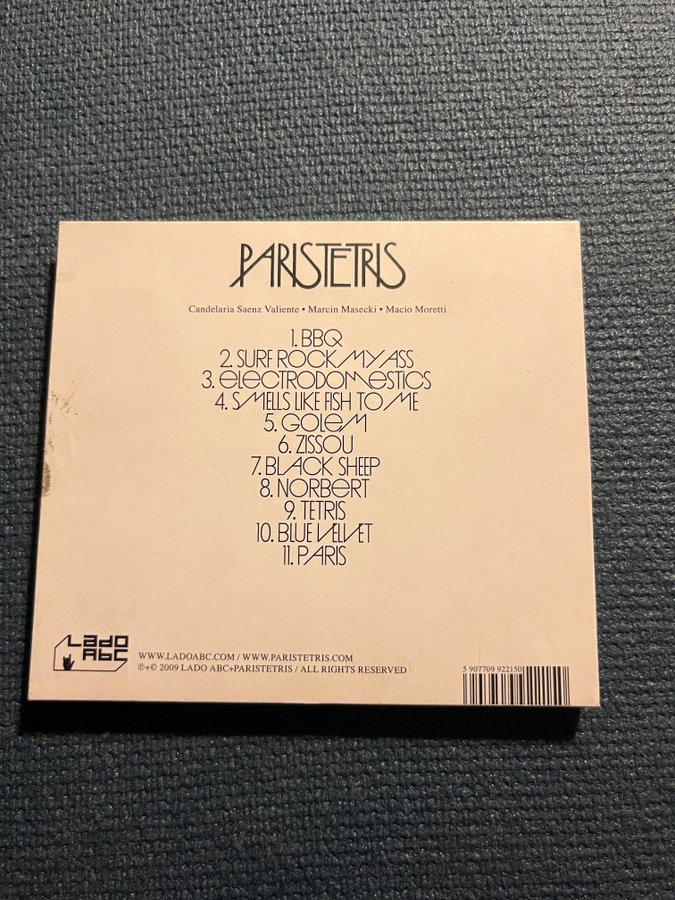 PARISTETRIS
Candelaria Saenz Valiente • Marcin Masecki • Macio Moretti
1. BBQ
2. SURF ROCK MY ASS
3. ELECTRODOMESTICS
4. SMELLS LIKE FISH TO ME
5. GOLEM
6. ZISSOU
7. BLACK SHEEP
8. NORBERT
9. TETRIS
10. BLUE VELVET
11. PARIS
Lado
AbC
WWW.LADOABC.COM / WWW.PARISTETRIS.COM
℗+© 2009 LADO ABC+PARISTETRIS / ALL RIGHTS RESERVED
5 907709 922150